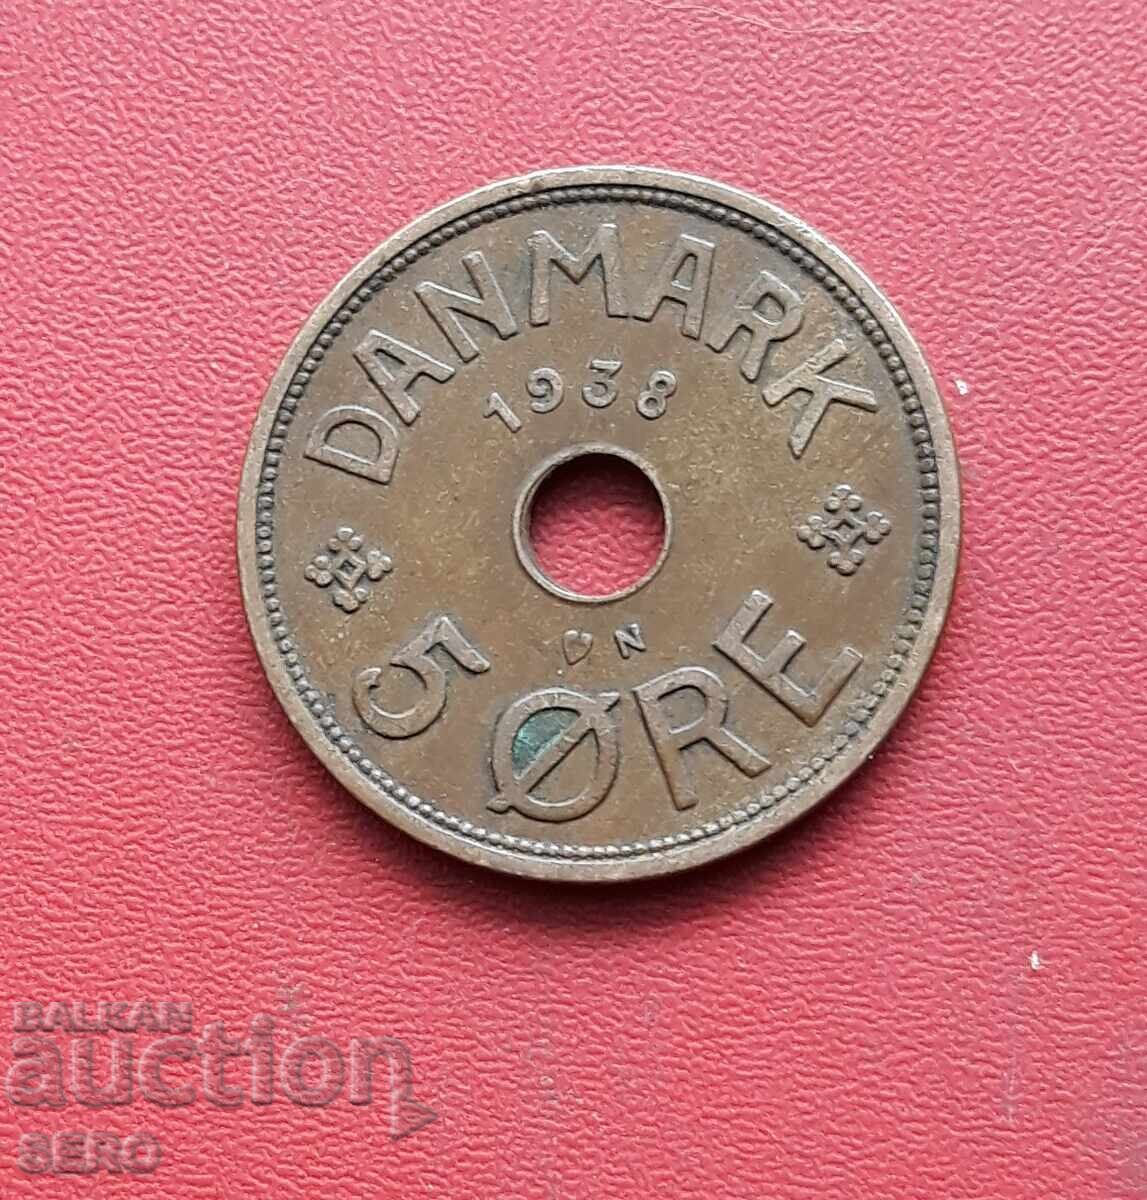 DANMARK
1938
♥ N
5 ØRE
BALKAN
auction
SERO